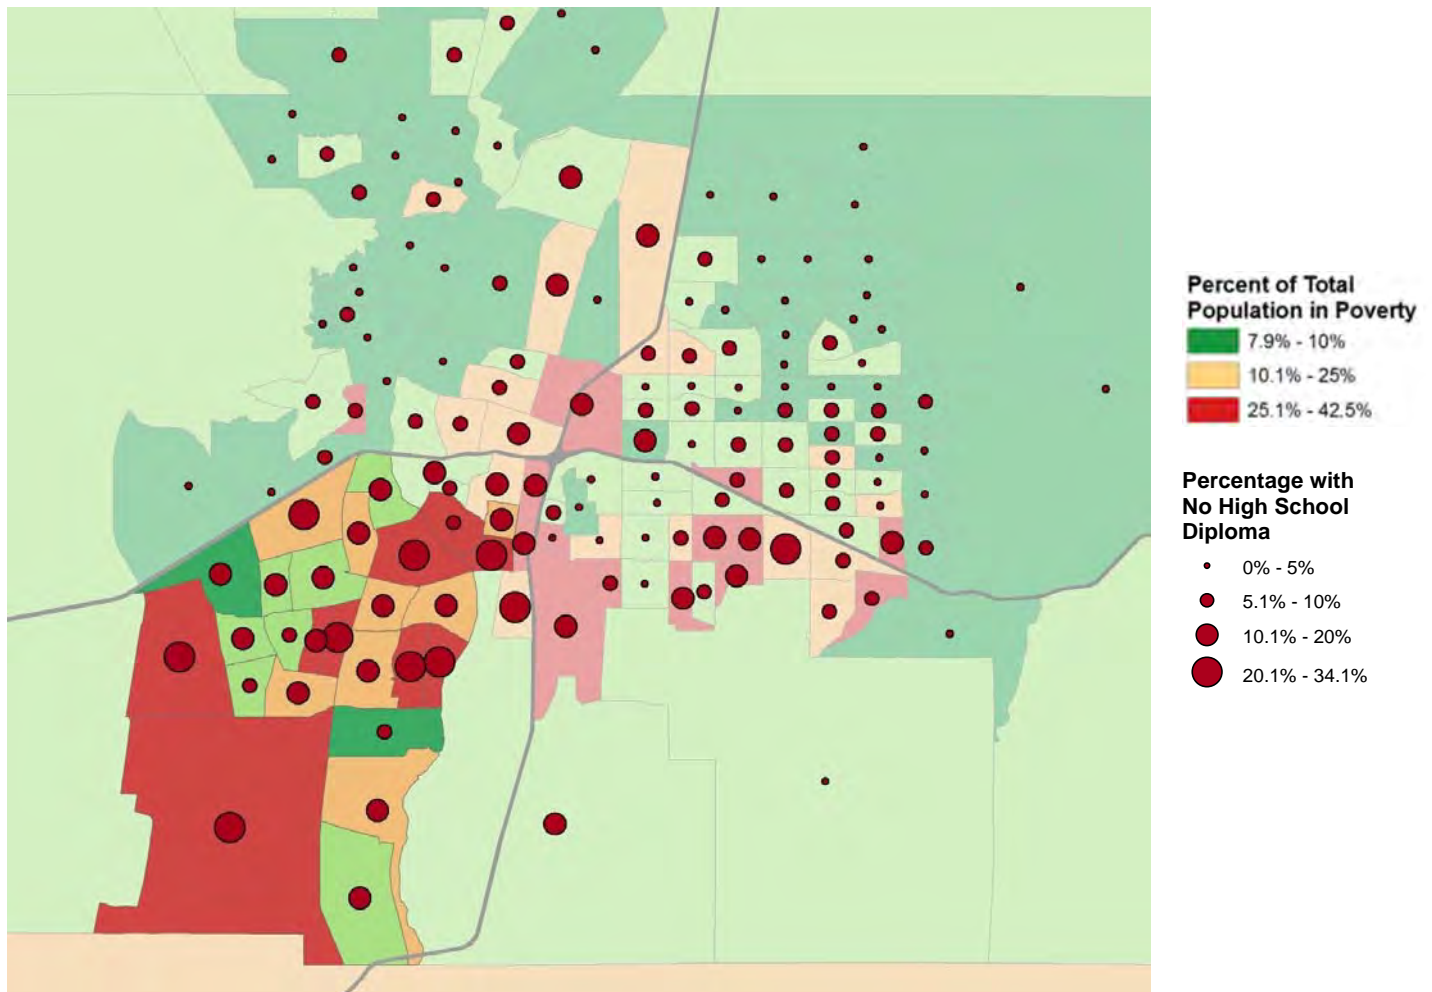 Percent of Total
Population in Poverty
7.9% - 10%
10.1% - 25%
25.1% - 42.5%
Percentage with
No High School
Diploma
0% - 5%
5.1% - 10%
10.1% - 20%
20.1% - 34.1%